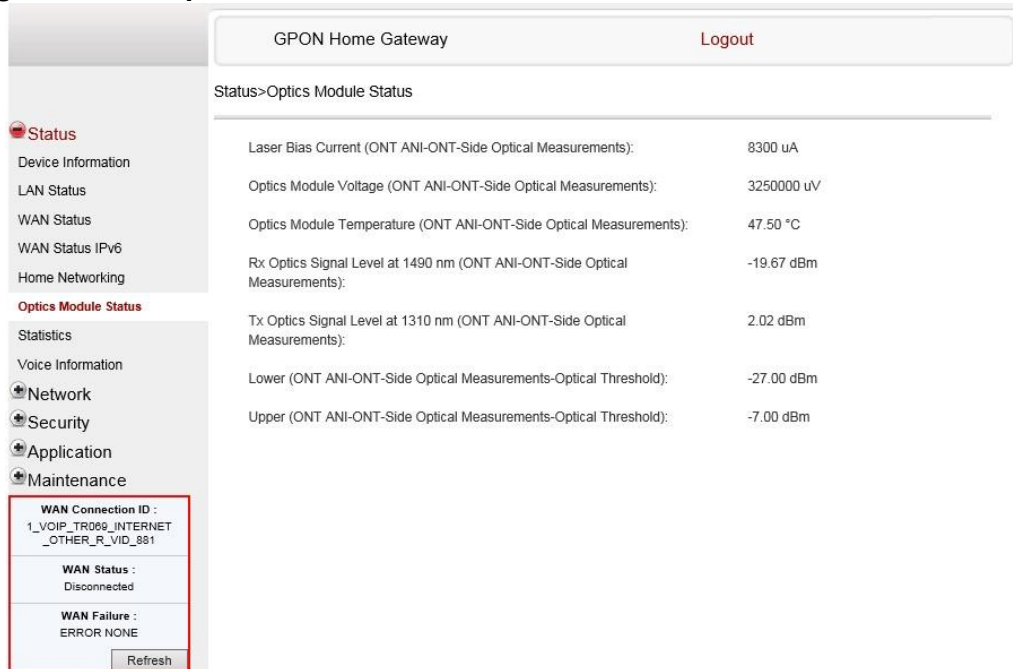 GPON Home Gateway
Logout
Status>Optics Module Status
Status
Device Information
LAN Status
WAN Status
WAN Status IPv6
Home Networking
Optics Module Status
Statistics
Voice Information
Network
Security
Application
Maintenance
WAN Connection ID :
1_VOIP_TR069_INTERNET
_OTHER_R_VID_881
WAN Status :
Disconnected
WAN Failure :
ERROR NONE
Refresh
Laser Bias Current (ONT ANI-ONT-Side Optical Measurements): 8300 uA
Optics Module Voltage (ONT ANI-ONT-Side Optical Measurements): 3250000 uV
Optics Module Temperature (ONT ANI-ONT-Side Optical Measurements): 47.50 °C
Rx Optics Signal Level at 1490 nm (ONT ANI-ONT-Side Optical -19.67 dBm
Measurements):
Tx Optics Signal Level at 1310 nm (ONT ANI-ONT-Side Optical 2.02 dBm
Measurements):
Lower (ONT ANI-ONT-Side Optical Measurements-Optical Threshold): -27.00 dBm
Upper (ONT ANI-ONT-Side Optical Measurements-Optical Threshold): -7.00 dBm